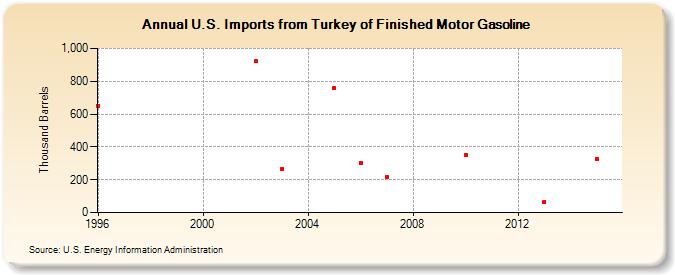 Annual U.S. Imports from Turkey of Finished Motor Gasoline
Thousand Barrels
1,000
800
600
400
200
0
1996 2000 2004 2008 2012
Source: U.S. Energy Information Administration